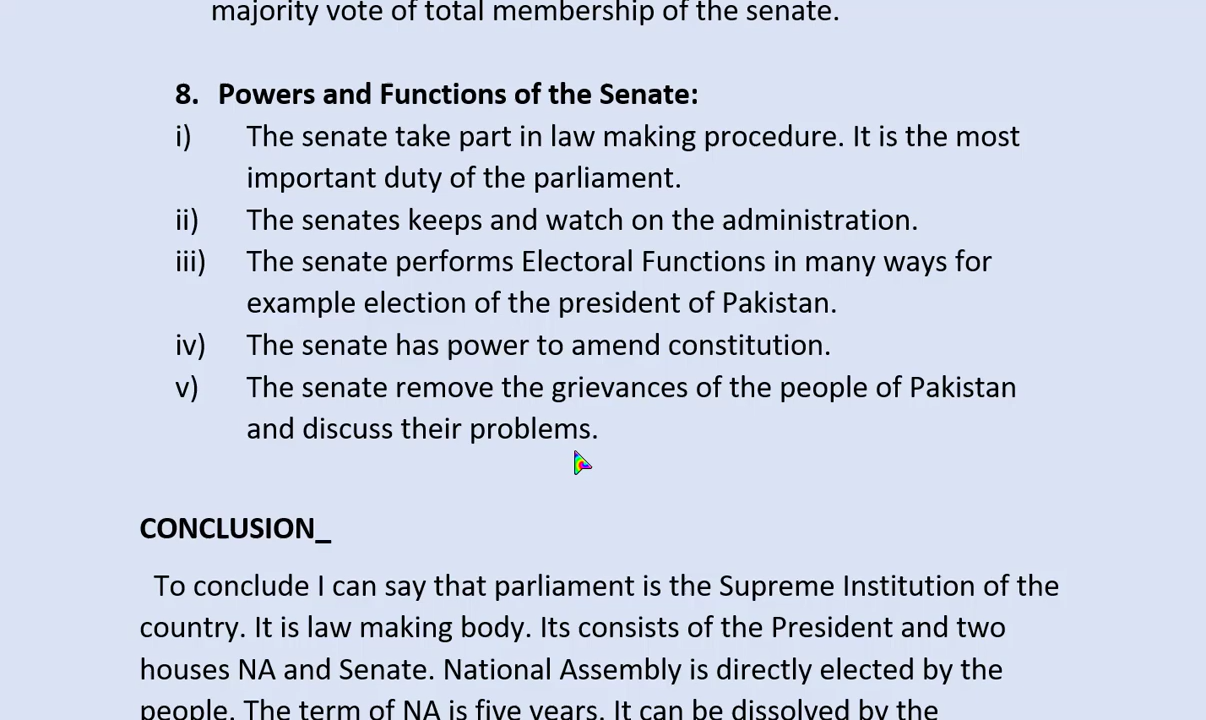 majority vote of total membership of the senate.
8. Powers and Functions of the Senate:
i) The senate take part in law making procedure. It is the most
important duty of the parliament.
ii) The senates keeps and watch on the administration.
iii) The senate performs Electoral Functions in many ways for
example election of the president of Pakistan.
iv) The senate has power to amend constitution.
v) The senate remove the grievances of the people of Pakistan
and discuss their problems.
CONCLUSION_
To conclude I can say that parliament is the Supreme Institution of the
country. It is law making body. Its consists of the President and two
houses NA and Senate. National Assembly is directly elected by the
people. The term of NA is five years. It can be dissolved by the